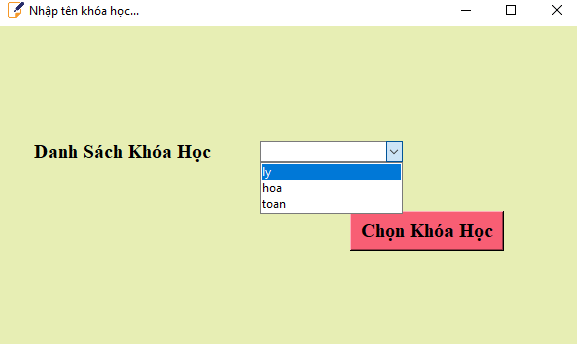 Nhập tên khóa học...
Danh Sách Khóa Học
ly
hoa
toan
Chọn Khóa Học